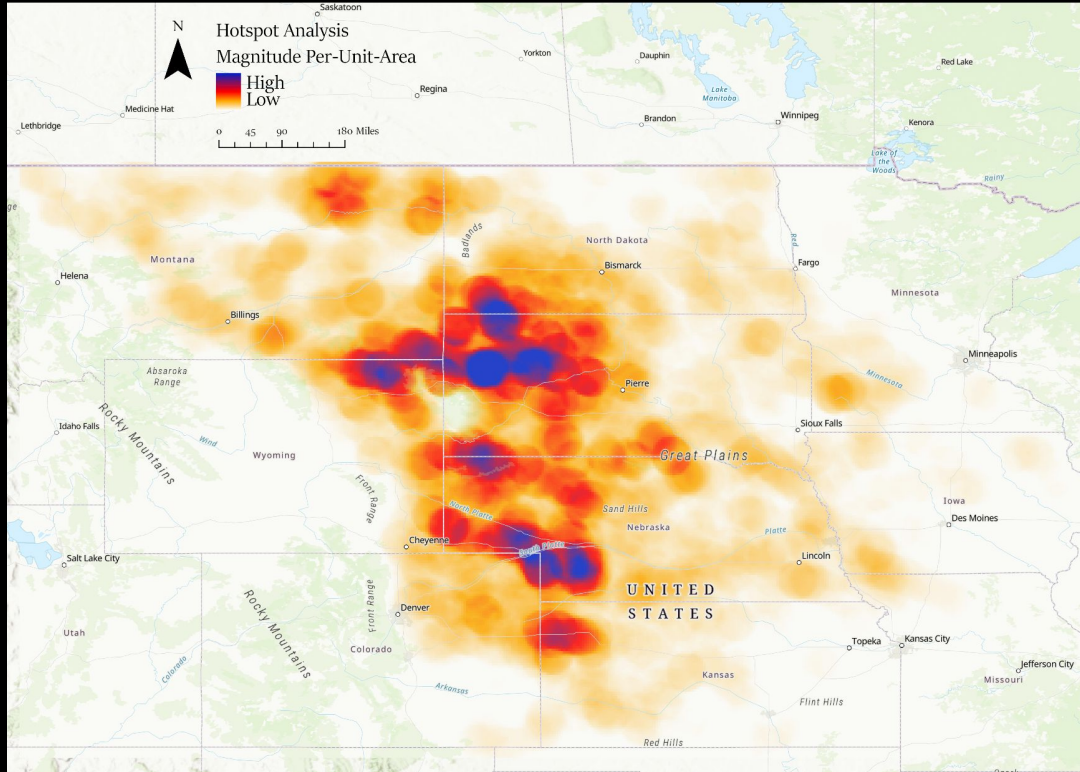 Saskatoon
N
Hotspot Analysis
Magnitude Per-Unit-Area
High
Low
0 45 90 180 Miles
Yorkton
Dauphin
Red Lake
Lake
Manitoba
Regina
Medicine Hat
Lethbridge
Brandon
Winnipeg
Kenora
Lake of
the
Woods
Rainy
ge
Badlands
North Dakota
Red
Montana
Helena
Bismarck
Fargo
Minnesota
Billings
Minneapolis
Absaroka
Range
Pierre
Minnesota
Rocky Mountains
Idaho Falls
Wind
Wyoming
Sioux Falls
Great Plains
Front Range
North Platte
Sand Hills
Nebraska
Iowa
Des Moines
Platte
Cheyenne
South Platte
Salt Lake City
Lincoln
UNITED
STATES
Rocky Mountains
Front Range
Denver
Utah
Colorado
Colorado
Topeka
Kansas City
Jefferson City
Missouri
Kansas
Arkansas
Flint Hills
Red Hills